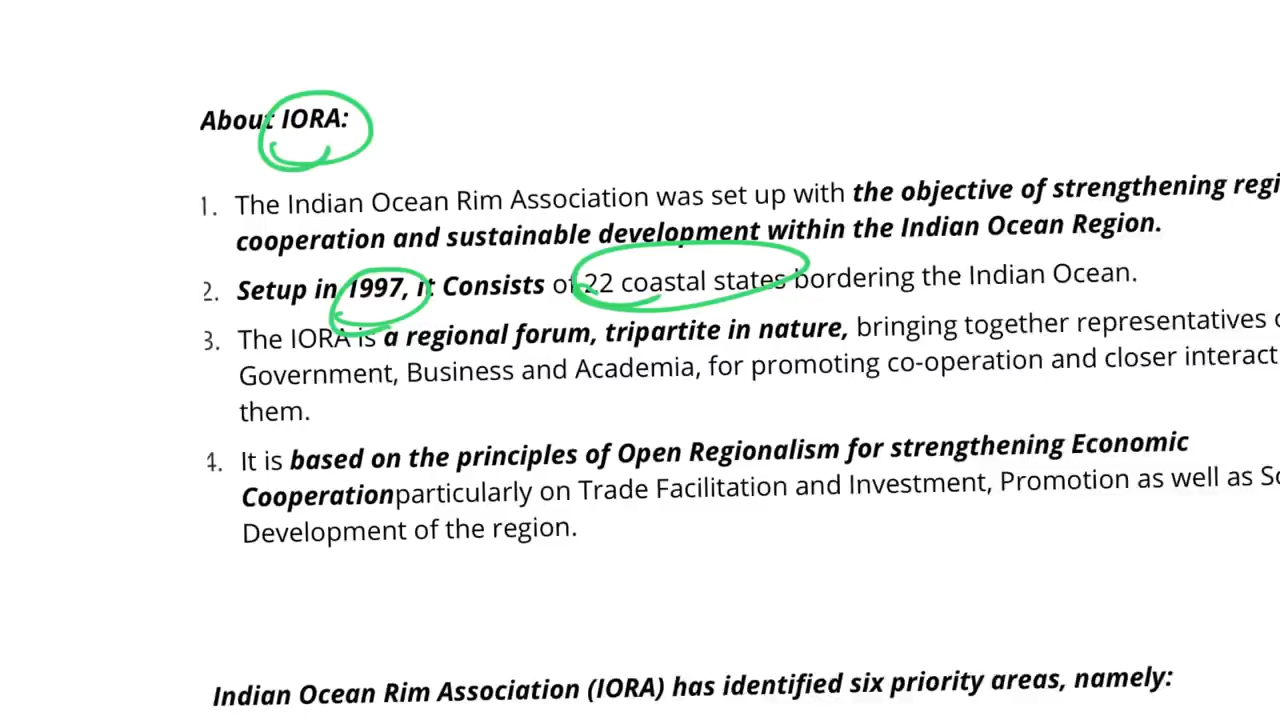 About IORA:
1. The Indian Ocean Rim Association was set up with the objective of strengthening
cooperation and sustainable development within the Indian Ocean Region.
2. Setup in 1997, it Consists of 22 coastal states bordering the Indian Ocean.
3. The IORA is a regional forum, tripartite in nature, bringing together representatives
Government, Business and Academia, for promoting co-operation and closer
them.
4. It is based on the principles of Open Regionalism for strengthening Economic
Cooperationparticularly on Trade Facilitation and Investment, Promotion as well as
Development of the region.
Indian Ocean Rim Association (IORA) has identified six priority areas, namely: